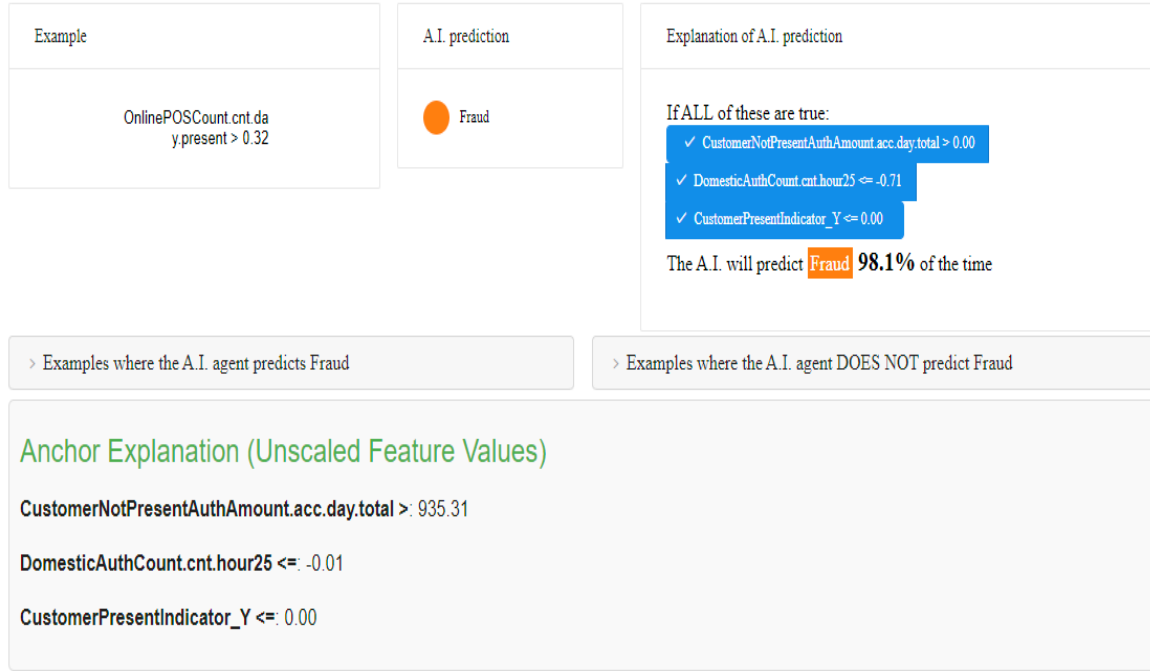 Example
OnlinePOSCount.cnt.da
y.present > 0.32
A.I. prediction
Fraud
Explanation of A.I. prediction
If ALL of these are true:
✓ CustomerNotPresentAuthAmount.acc.day.total > 0.00
✓ DomesticAuthCount.cnt.hour25 <= -0.71
✓ CustomerPresentIndicator_Y <= 0.00
The A.I. will predict Fraud 98.1% of the time
> Examples where the A.I. agent predicts Fraud
> Examples where the A.I. agent DOES NOT predict Fraud
Anchor Explanation (Unscaled Feature Values)
CustomerNotPresentAuthAmount.acc.day.total >: 935.31
DomesticAuthCount.cnt.hour25 <=: -0.01
CustomerPresentIndicator_Y <=: 0.00